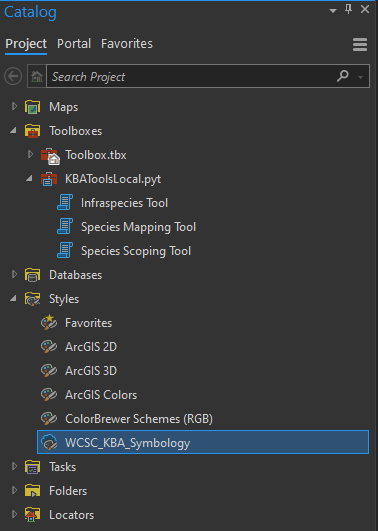 Catalog
Project Portal Favorites
Search Project
Maps
Toolboxes
Toolbox.tbx
KBAToolsLocal.pyt
Infraspecies Tool
Species Mapping Tool
Species Scoping Tool
Databases
Styles
Favorites
ArcGIS 2D
ArcGIS 3D
ArcGIS Colors
ColorBrewer Schemes (RGB)
WCSC_KBA_Symbology
Tasks
Folders
Locators